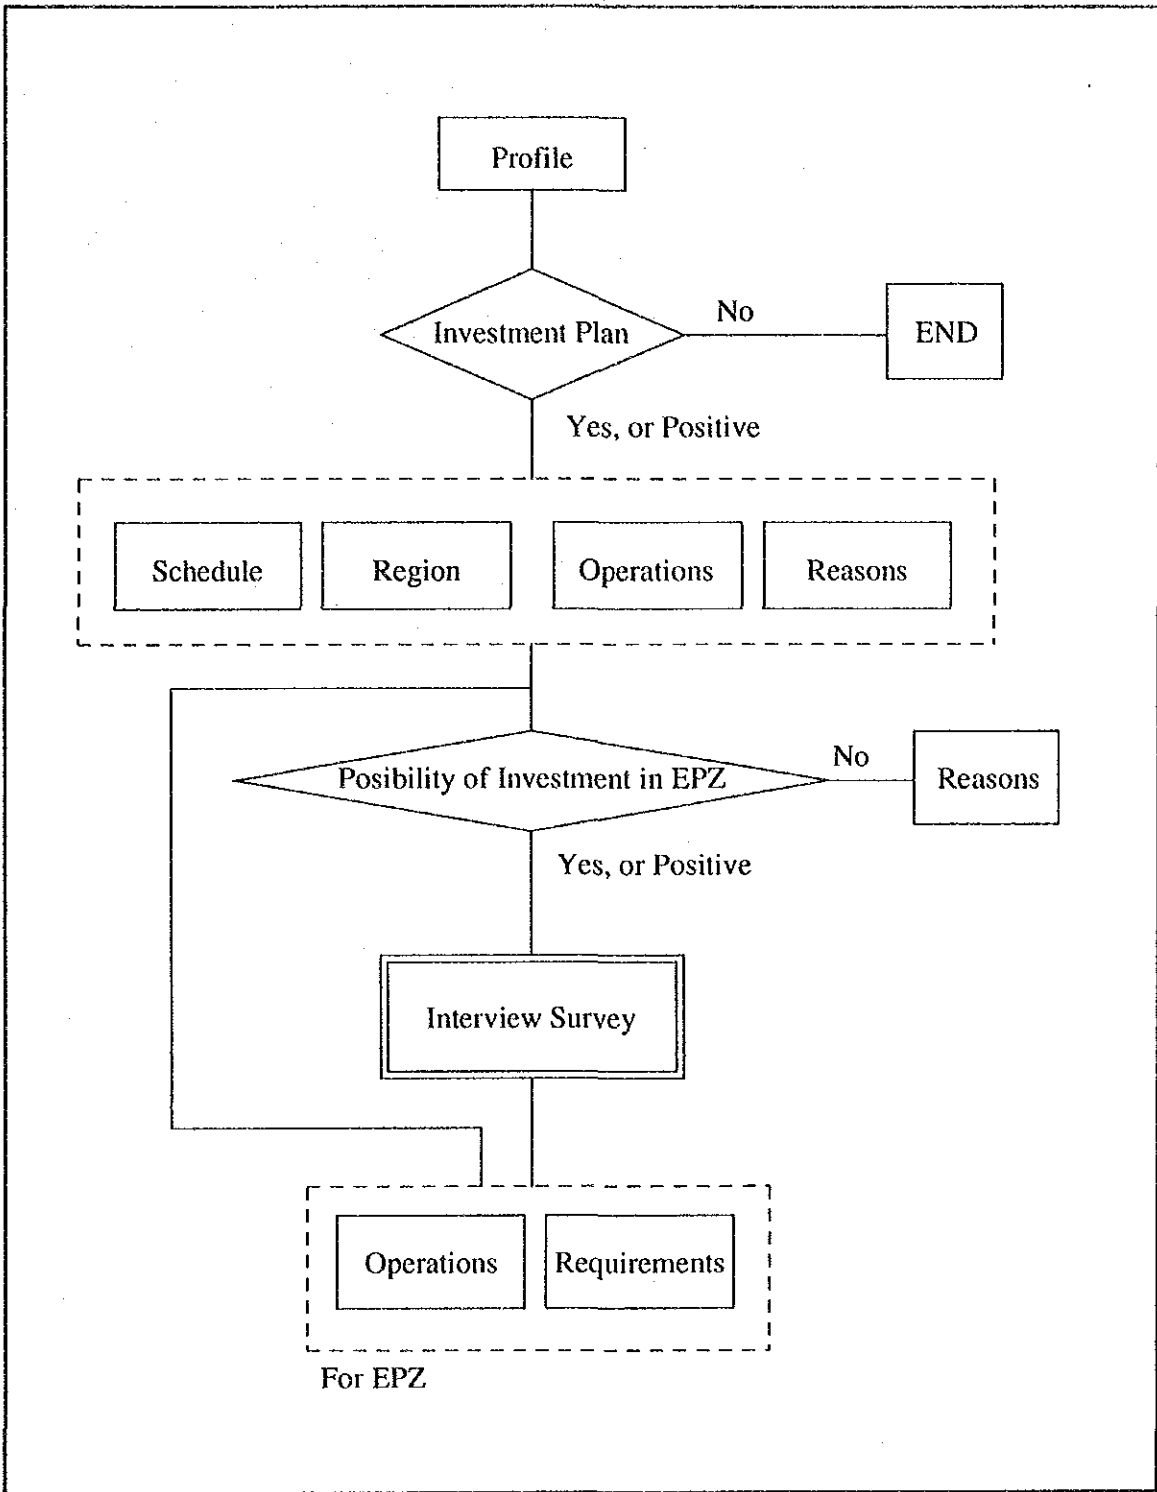 Profile
Investment Plan
No
END
Yes, or Positive
Schedule
Region
Operations
Reasons
Posibility of Investment in EPZ
No
Reasons
Yes, or Positive
Interview Survey
Operations
Requirements
For EPZ